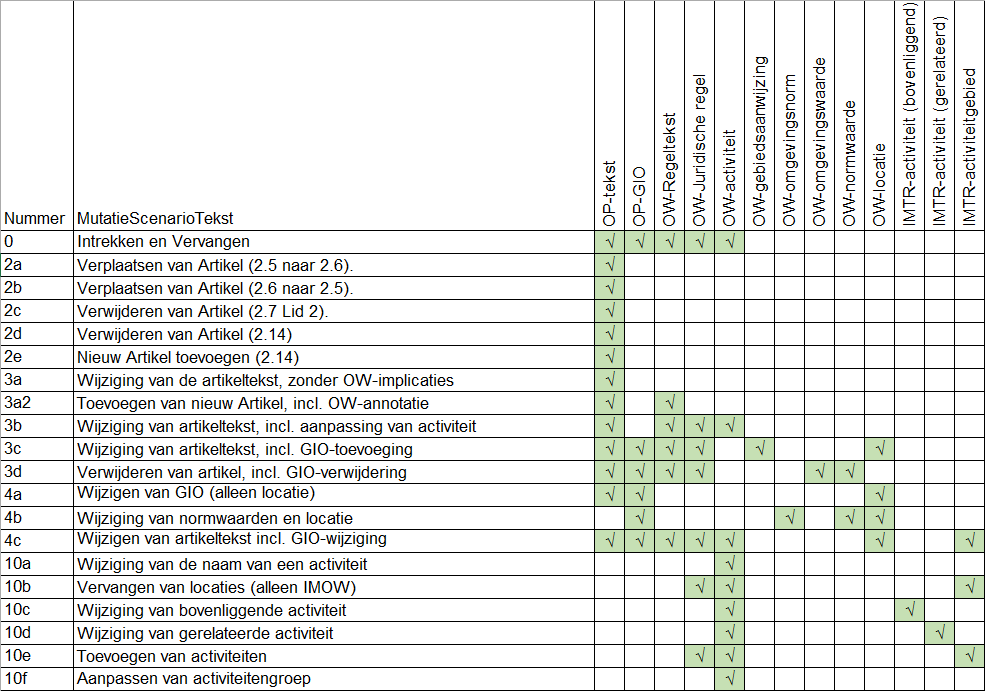 Nummer MutatieScenarioTekst OP-tekst OP-GIO OW-Regeltekst OW-Juridische regel OW-activiteit OW-gebiedsaanwijzing OW-omgevingsnorm OW-omgevingswaarde OW-normwaarde OW-locatie IMTR-activiteit (bovenliggend) IMTR-activiteit (gerelateerd) IMTR-activiteitgebied
0 Intrekken en Vervangen √ √ √ √ √
2a Verplaatsen van Artikel (2.5 naar 2.6). √
2b Verplaatsen van Artikel (2.6 naar 2.5). √
2c Verwijderen van Artikel (2.7 Lid 2). √
2d Verwijderen van Artikel (2.14) √
2e Nieuw Artikel toevoegen (2.14) √
3a Wijziging van de artikeltekst, zonder OW-implicaties √
3a2 Toevoegen van nieuw Artikel, incl. OW-annotatie √ √
3b Wijziging van artikeltekst, incl. aanpassing van activiteit √ √ √ √
3c Wijziging van artikeltekst, incl. GIO-toevoeging √ √ √ √ √ √
3d Verwijderen van artikel, incl. GIO-verwijdering √ √ √ √ √ √
4a Wijzigen van GIO (alleen locatie) √ √ √
4b Wijziging van normwaarden en locatie √ √ √ √
4c Wijzigen van artikeltekst incl. GIO-wijziging √ √ √ √ √ √ √
10a Wijziging van de naam van een activiteit √
10b Vervangen van locaties (alleen IMOW) √ √ √
10c Wijziging van bovenliggende activiteit √ √
10d Wijziging van gerelateerde activiteit √ √
10e Toevoegen van activiteiten √ √ √
10f Aanpassen van activiteitengroep √